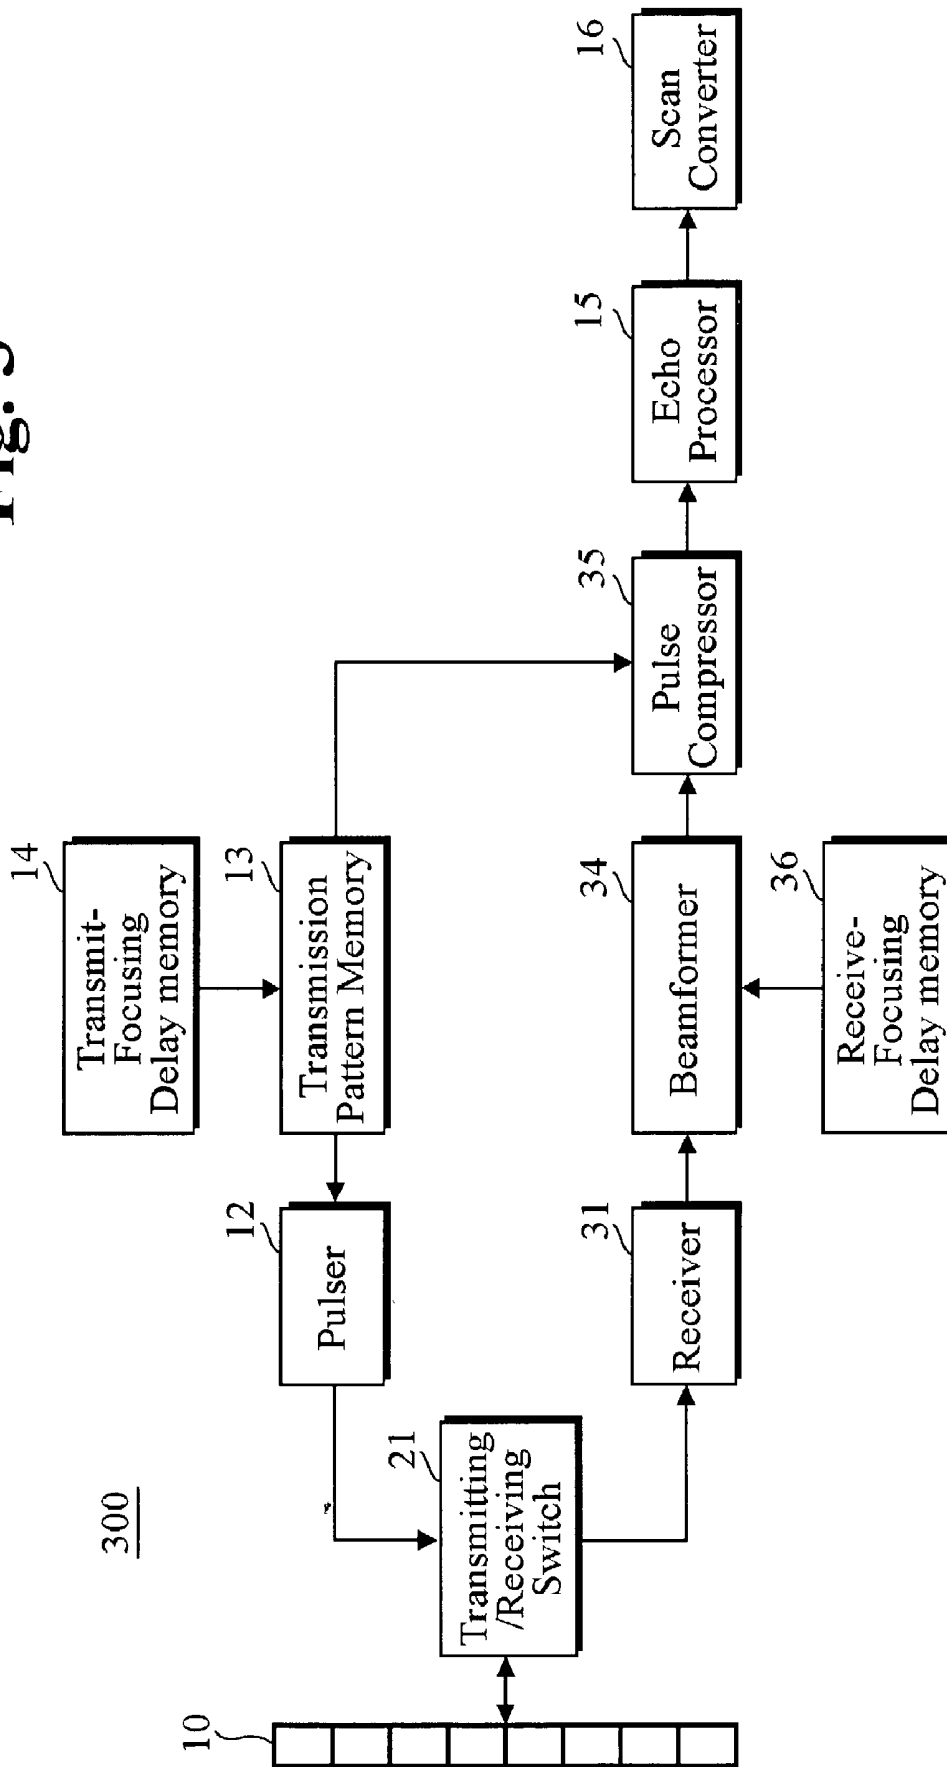 Fig.
300
14
Transmit-
Focusing
Delay memory
12
Pulser
13
Transmission
Pattern Memory
10
21
Transmitting
/Receiving
Switch
31
Receiver
34
Beamformer
35
Pulse
Compressor
15
Echo
Processor
16
Scan
Converter
36
Receive-
Focusing
Delay memory